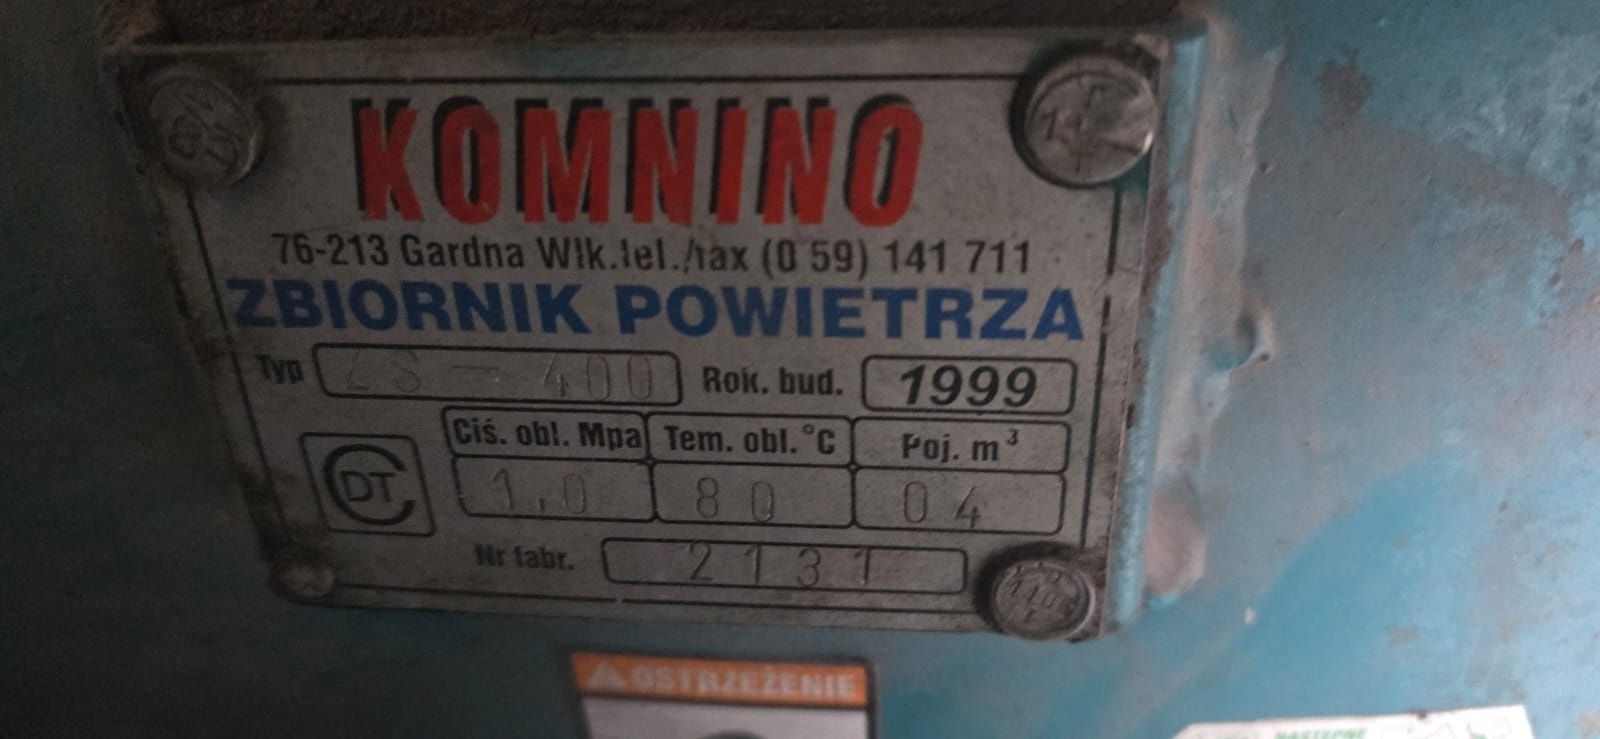 KOMNINO
76-213 Gardna Wlk.tel./fax (0 59) 141 711
ZBIORNIK POWIETRZA
Typ ZS - 400 Rok. bud. 1999
Ciś. obl. Mpa Tem. obl. °C Poj. m³
DT 1,0 80 04
Nr fabr. 2131
OSTRZEŻENIE